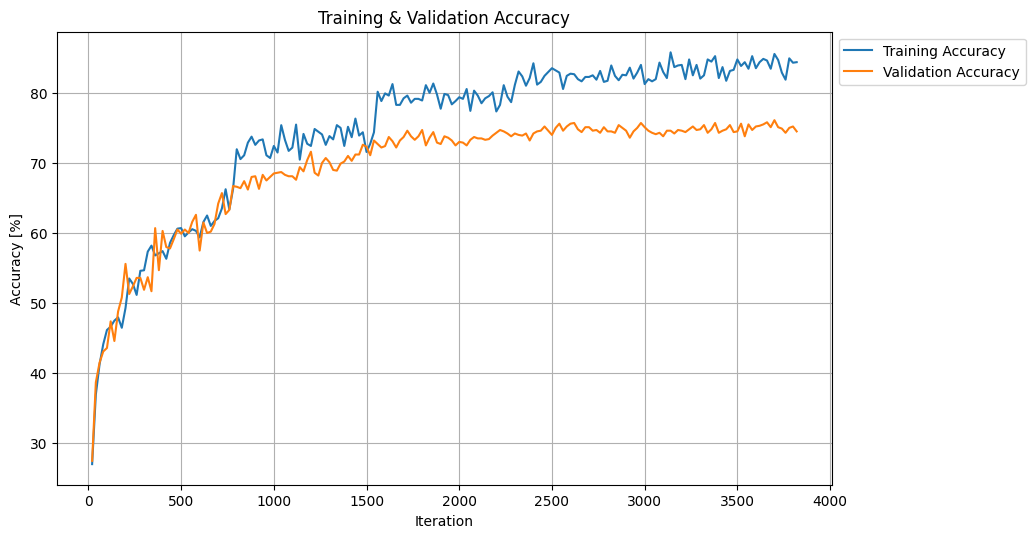 Training & Validation Accuracy
Training Accuracy
Validation Accuracy
Accuracy [%]
80
70
60
50
40
30
0 500 1000 1500 2000 2500 3000 3500 4000
Iteration